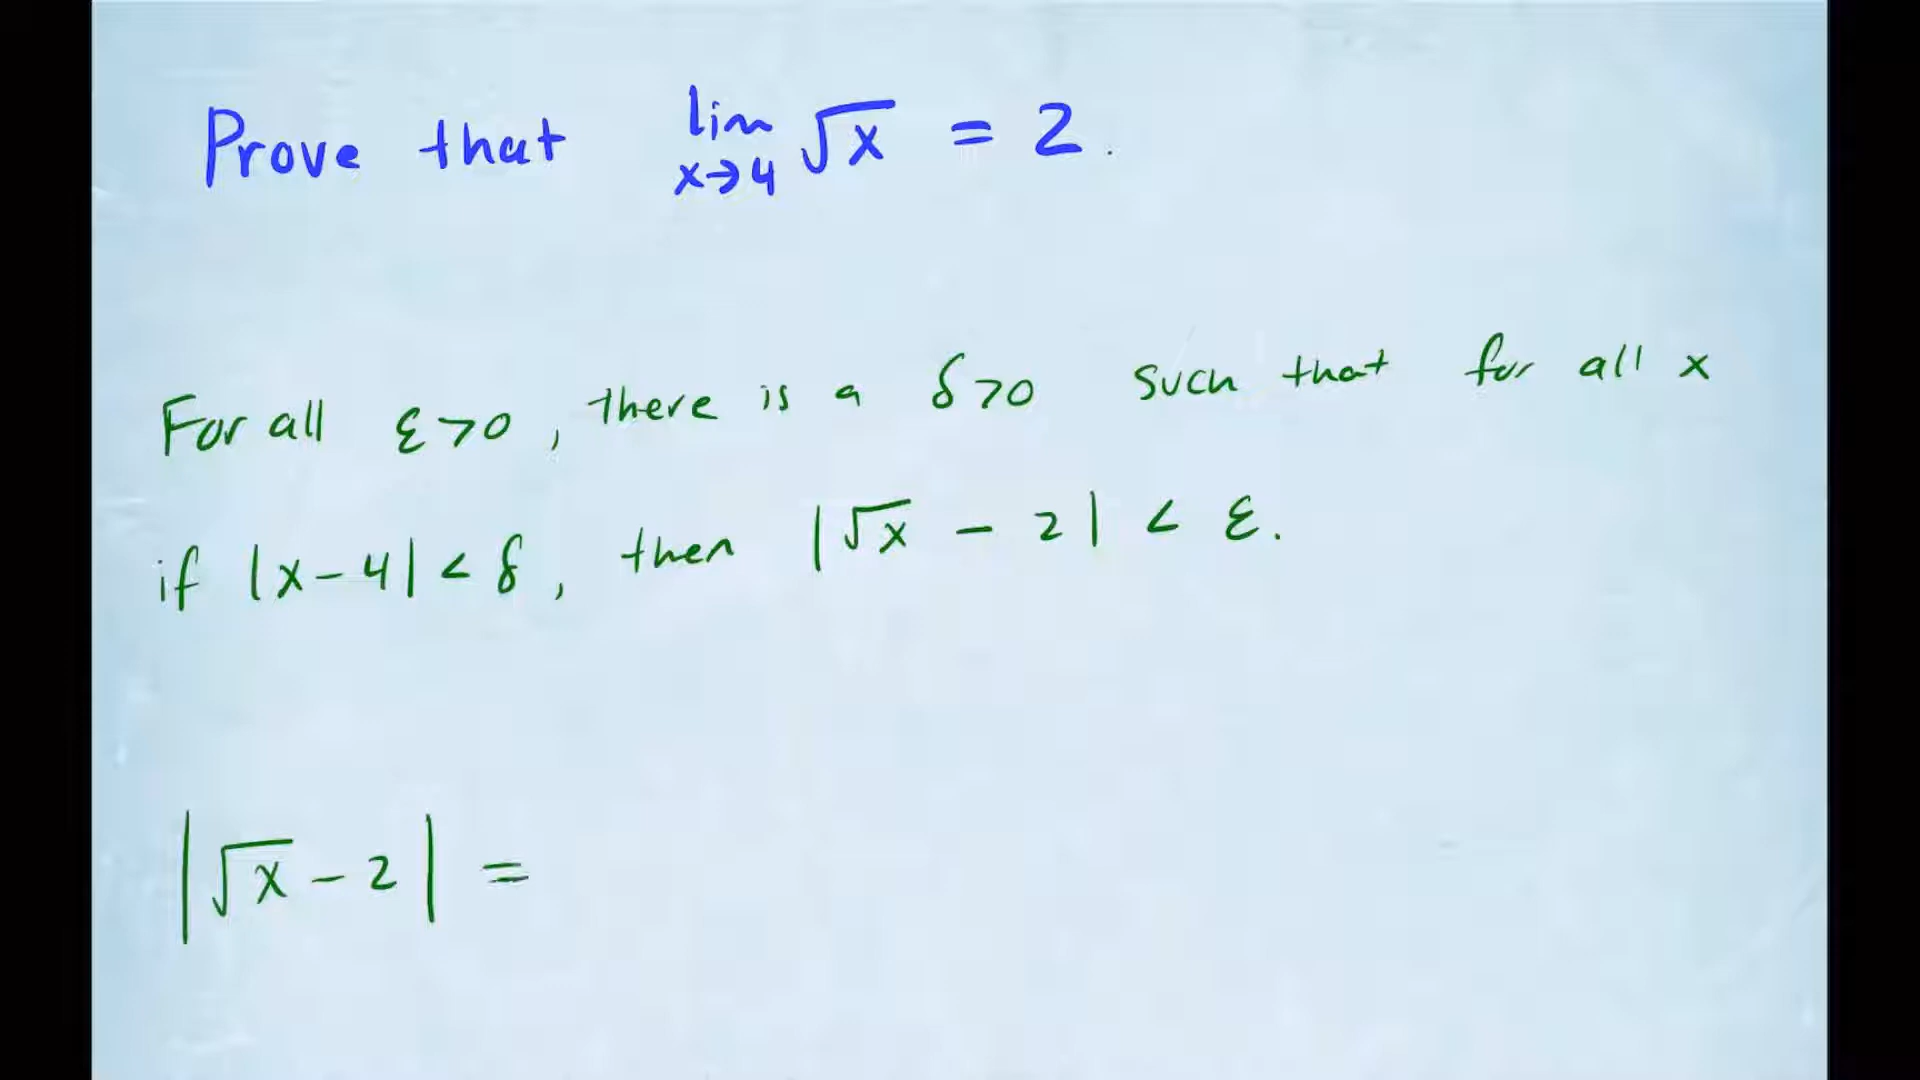 Prove that lim x→4 √x = 2.
For all ε>0, there is a δ>0 such that for all x
if |x-4|<δ, then |√x - 2| < ε.
|√x - 2| =